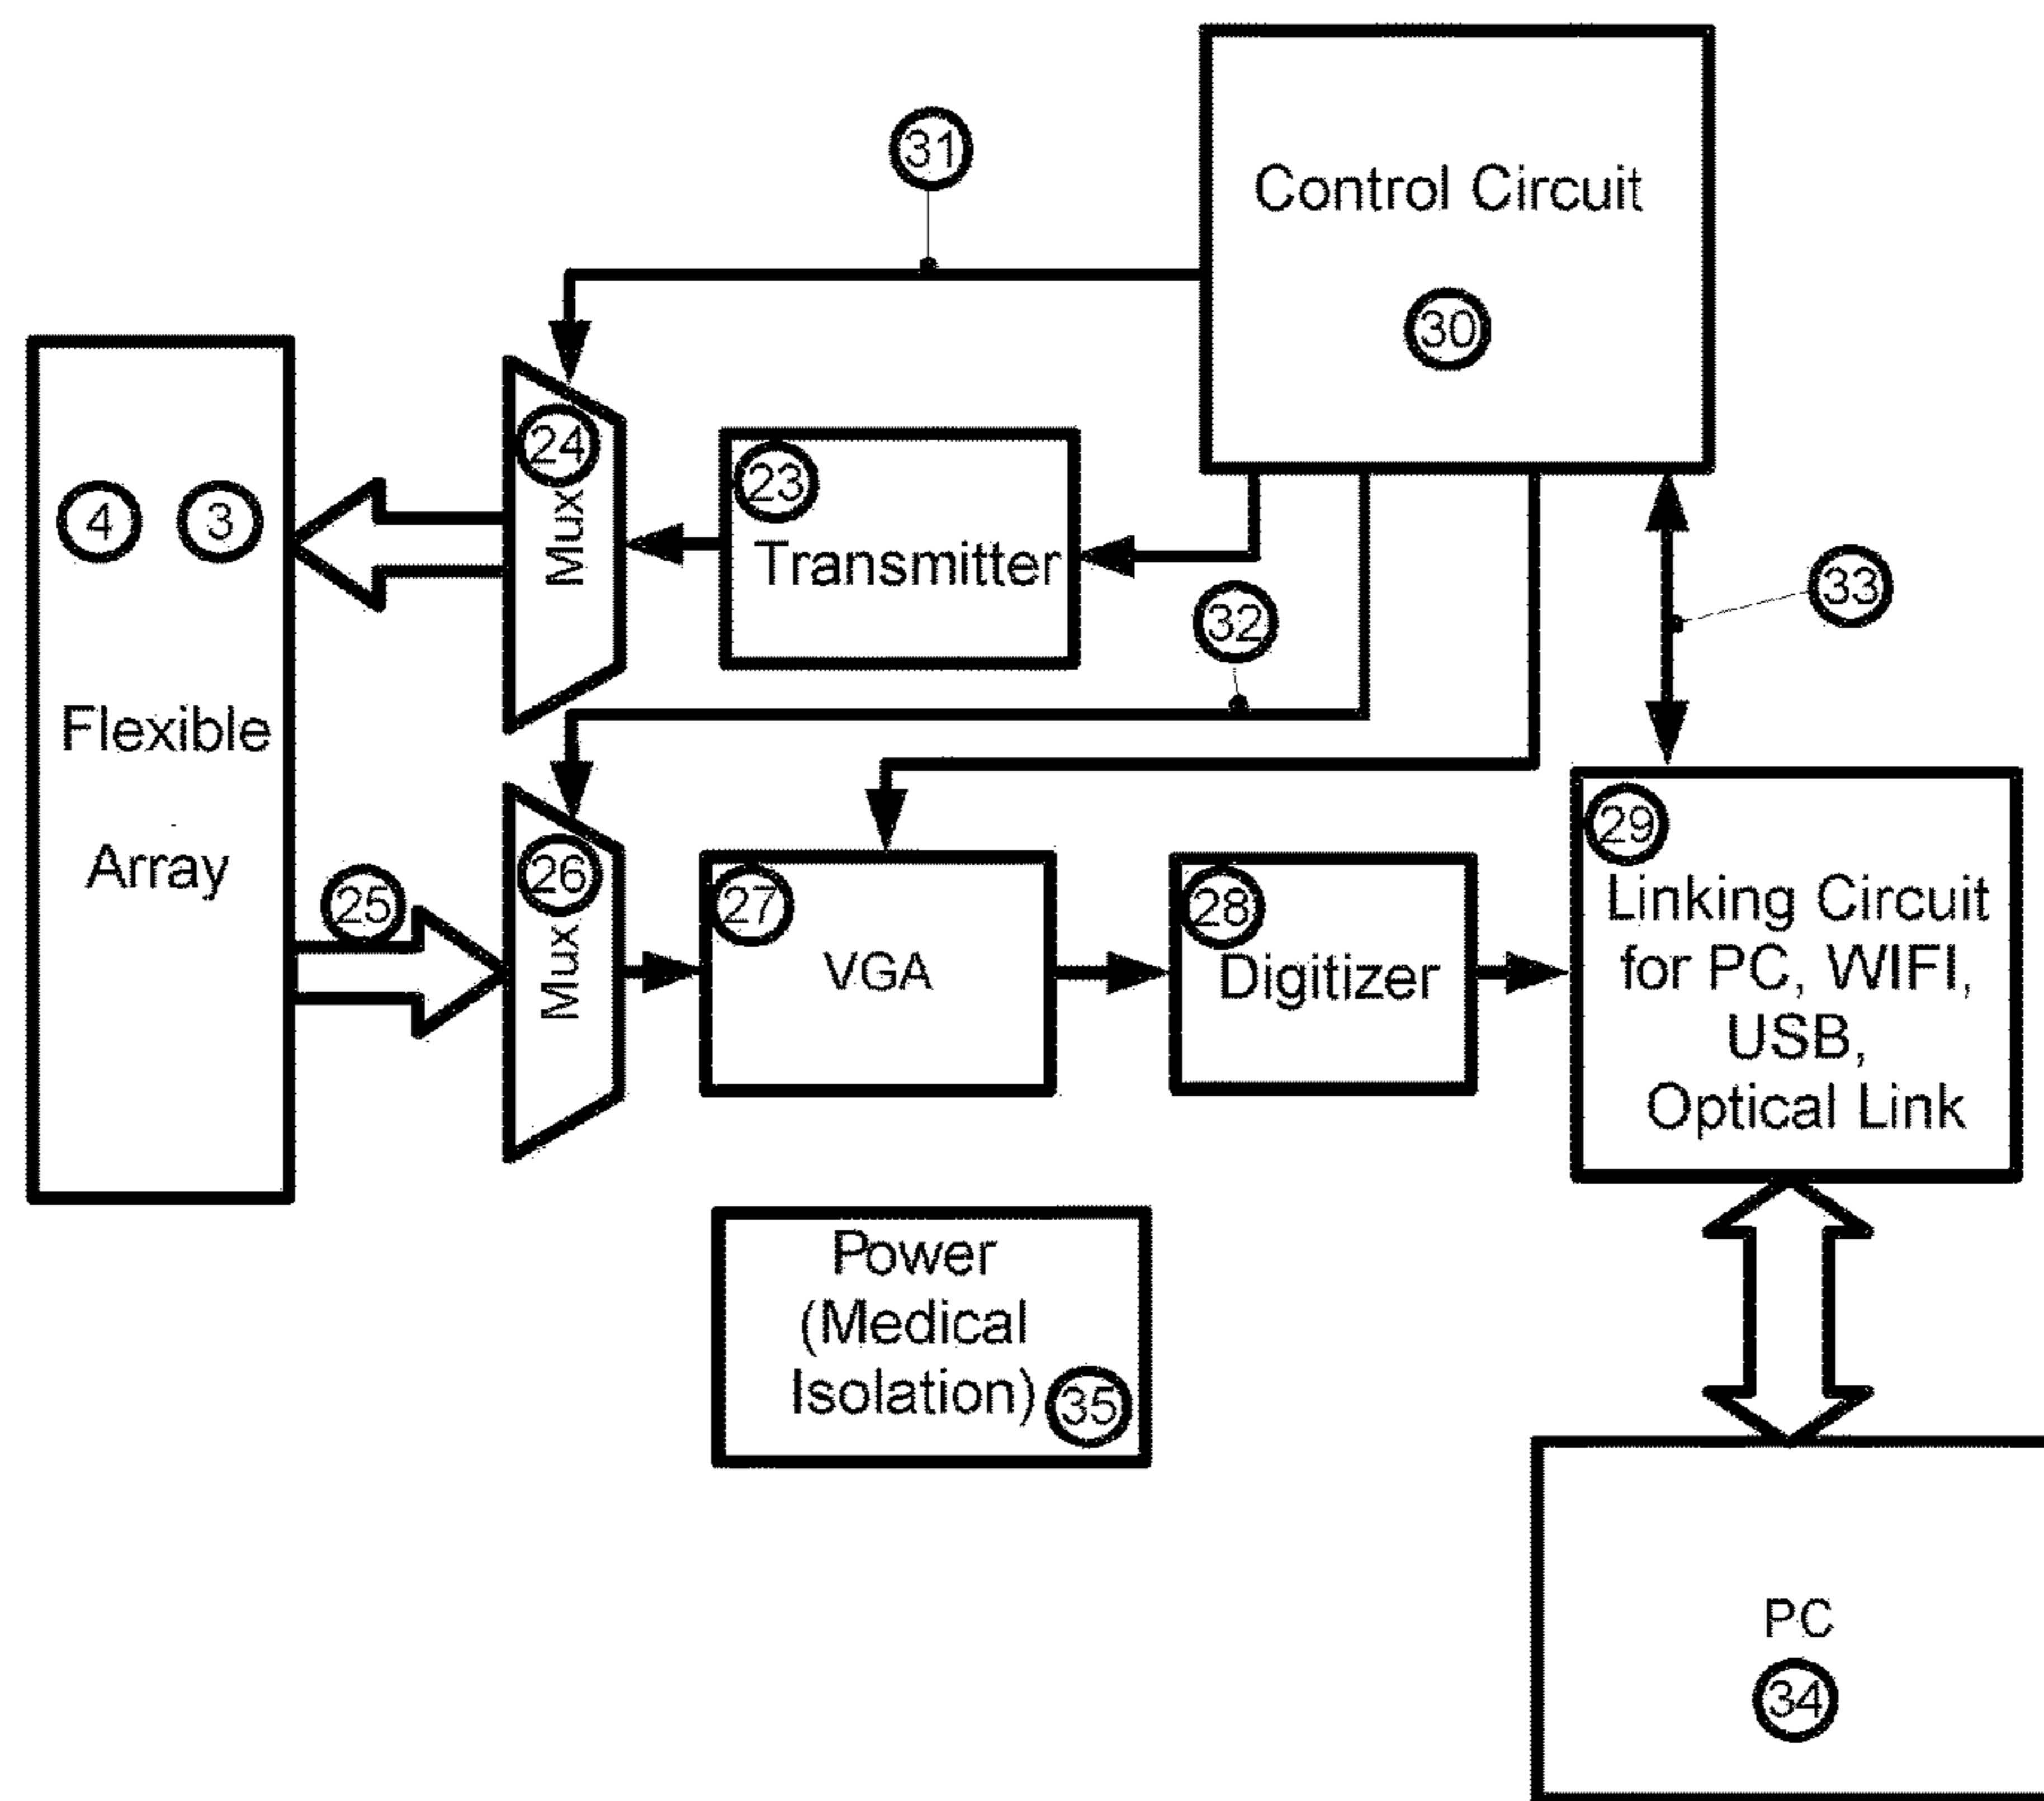 31
Control Circuit
30
24
Mux
23
Transmitter
4
3
32
33
Flexible
Array
25
26
Mux
27
VGA
28
Digitizer
29
Linking Circuit
for PC, WIFI,
USB,
Optical Link
Power
(Medical
Isolation)
35
PC
34